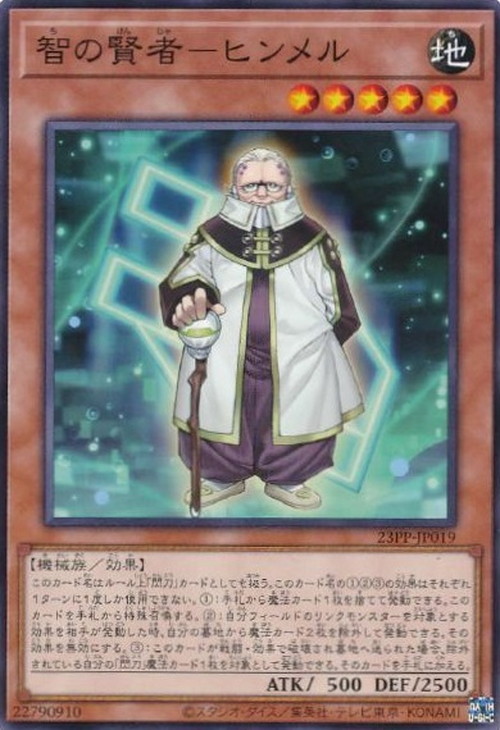 智の賢者－ヒンメル
地
23PP-JP019
【機械族／効果】
このカード名はルール上「閃刀」カードとしても扱う。このカード名の①②③の効果はそれぞれ
1ターンに1度しか使用できない。①：手札から魔法カード1枚を捨てて発動できる。この
カードを手札から特殊召喚する。②：自分フィールドのリンクモンスターを対象とする
効果を相手が発動した時、自分の墓地から魔法カード2枚を除外して発動できる。その
効果を無効にする。③：このカードが戦闘・効果で破壊され墓地へ送られた場合、除外
されている自分の「閃刀」魔法カード1枚を対象として発動できる。そのカードを手札に加える。
ATK/ 500 DEF/2500
22790910 ©スタジオ・ダイス／集英社・テレビ東京・KONAMI